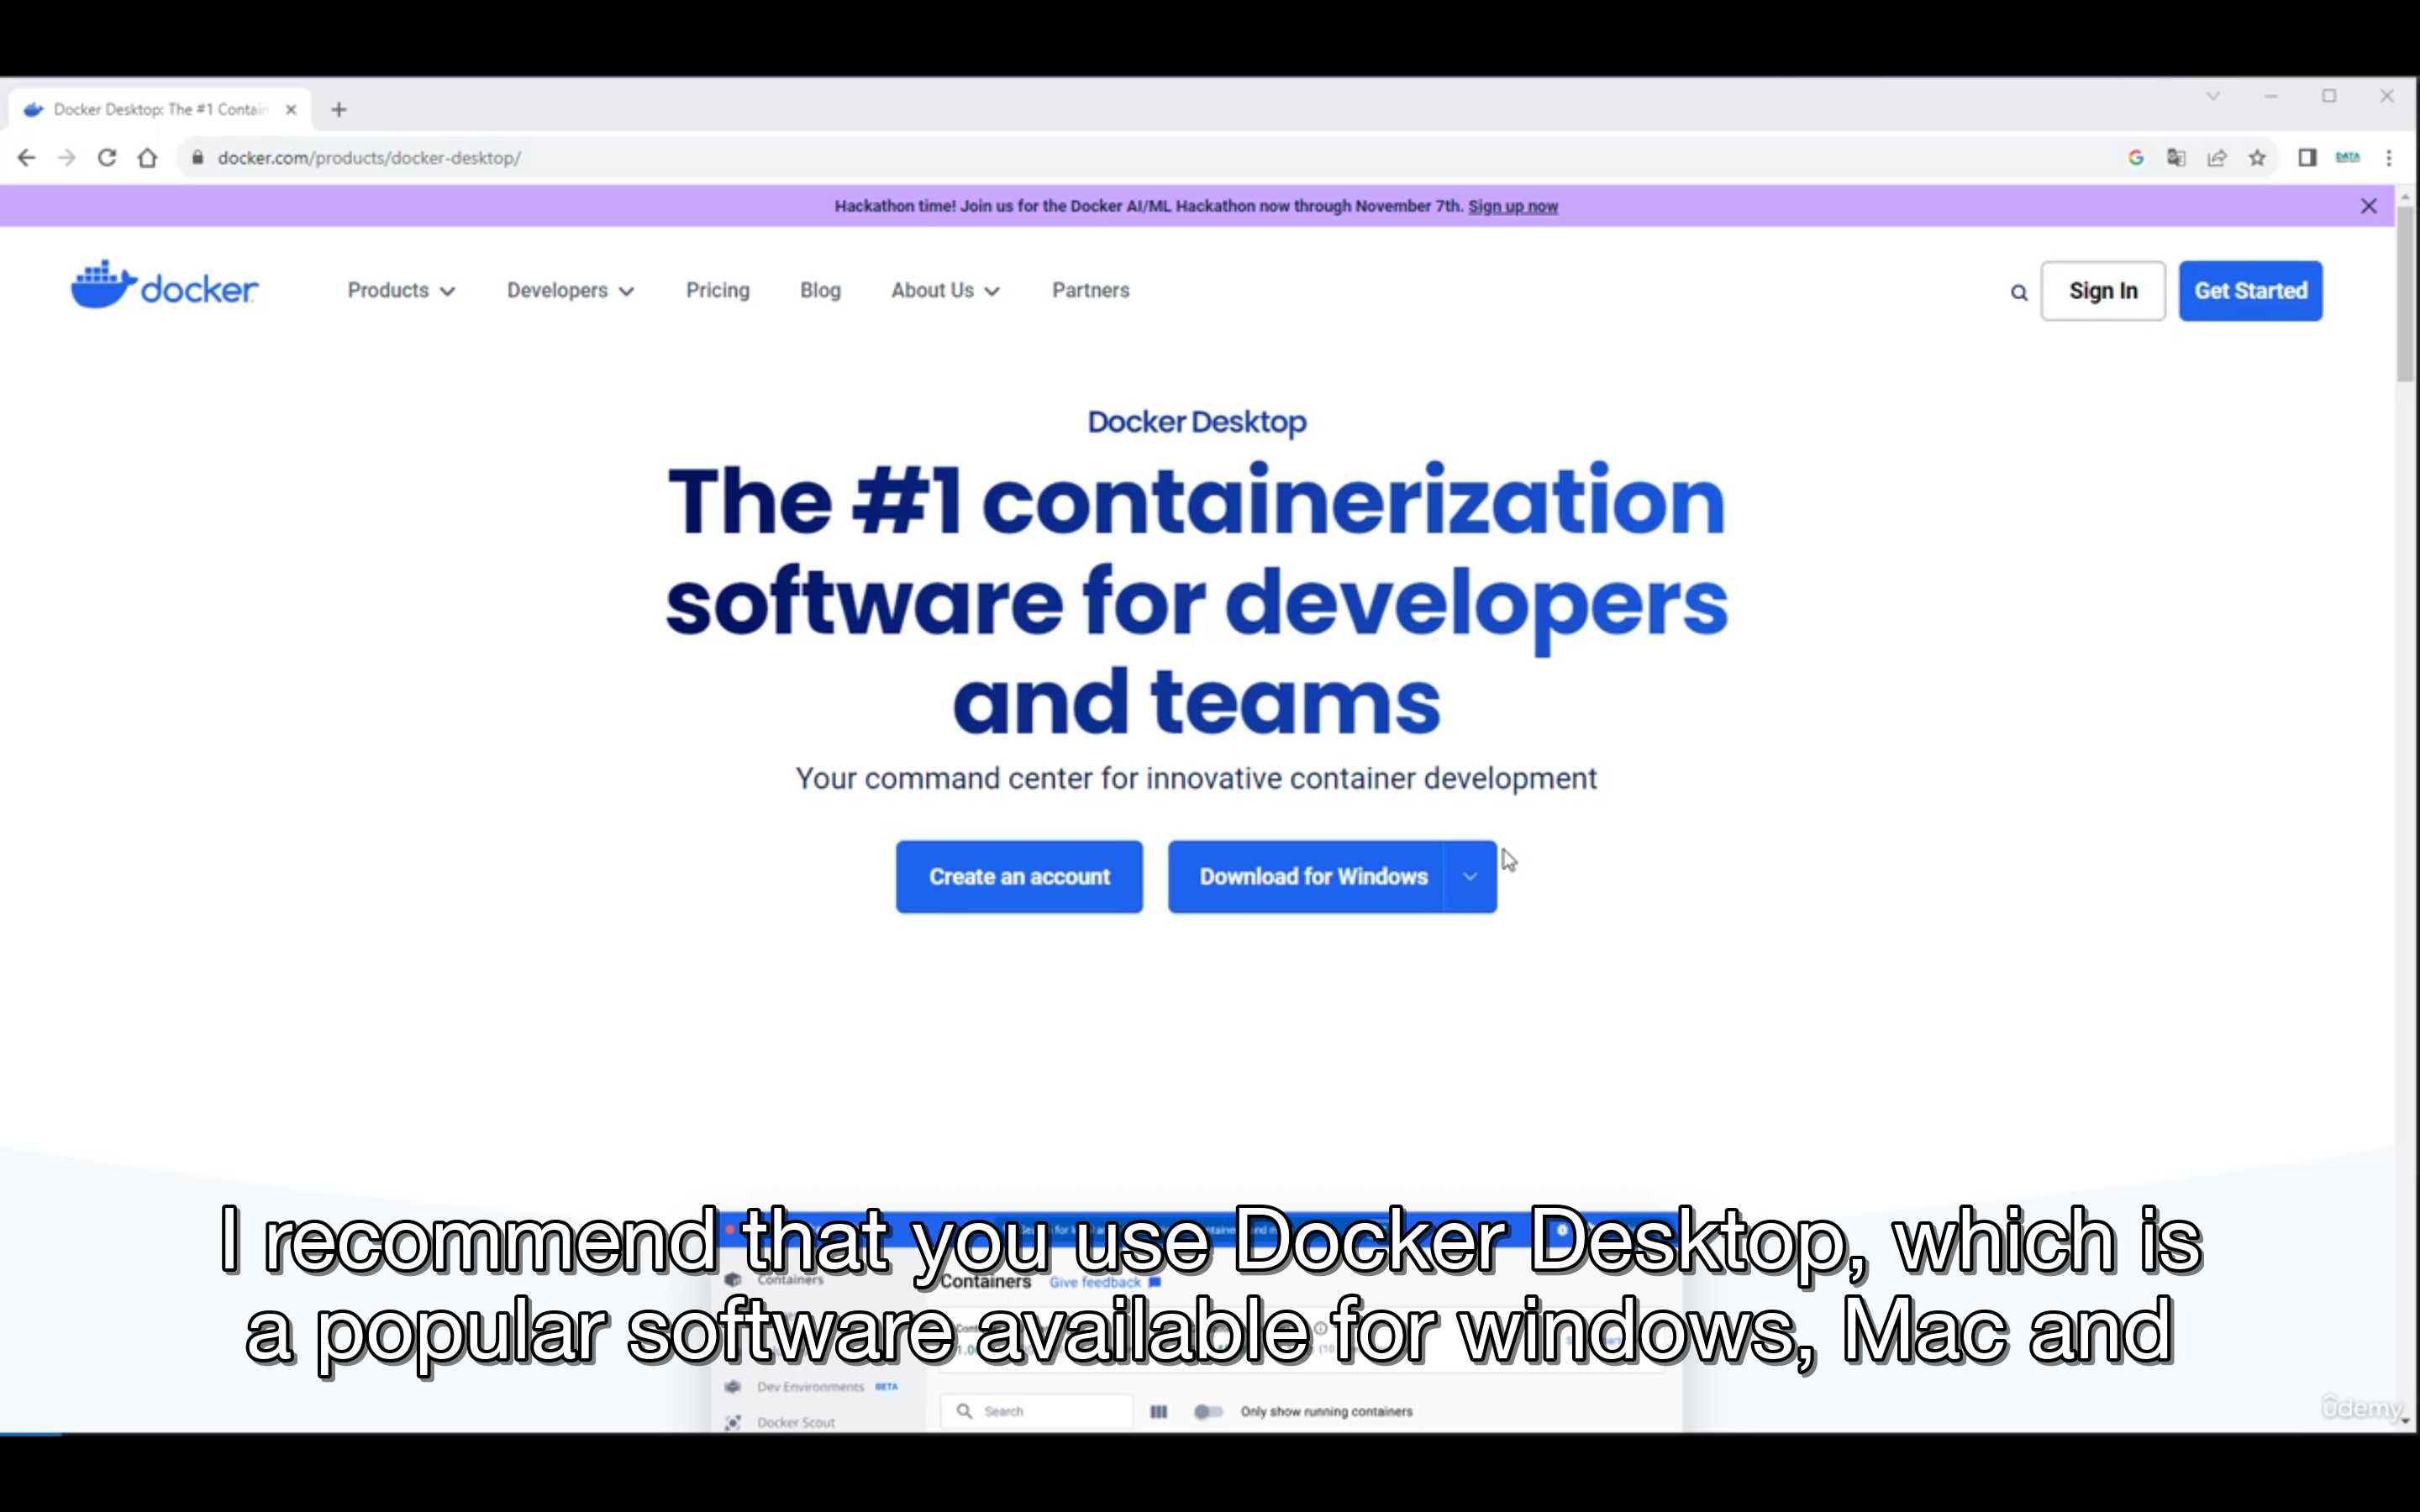 Docker Desktop: The #1 Contain
docker.com/products/docker-desktop/
DATA
Hackathon time! Join us for the Docker AI/ML Hackathon now through November 7th. Sign up now
docker
Products
Developers
Pricing
Blog
About Us
Partners
Sign In
Get Started
Docker Desktop
The #1 containerization
software for developers
and teams
Your command center for innovative container development
Create an account
Download for Windows
I recommend that you use Docker Desktop, which is
a popular software available for windows, Mac and
Containers
Containers Give feedback
Dev Environments BETA
Search
Only show running containers
Docker Scout
ûdemy